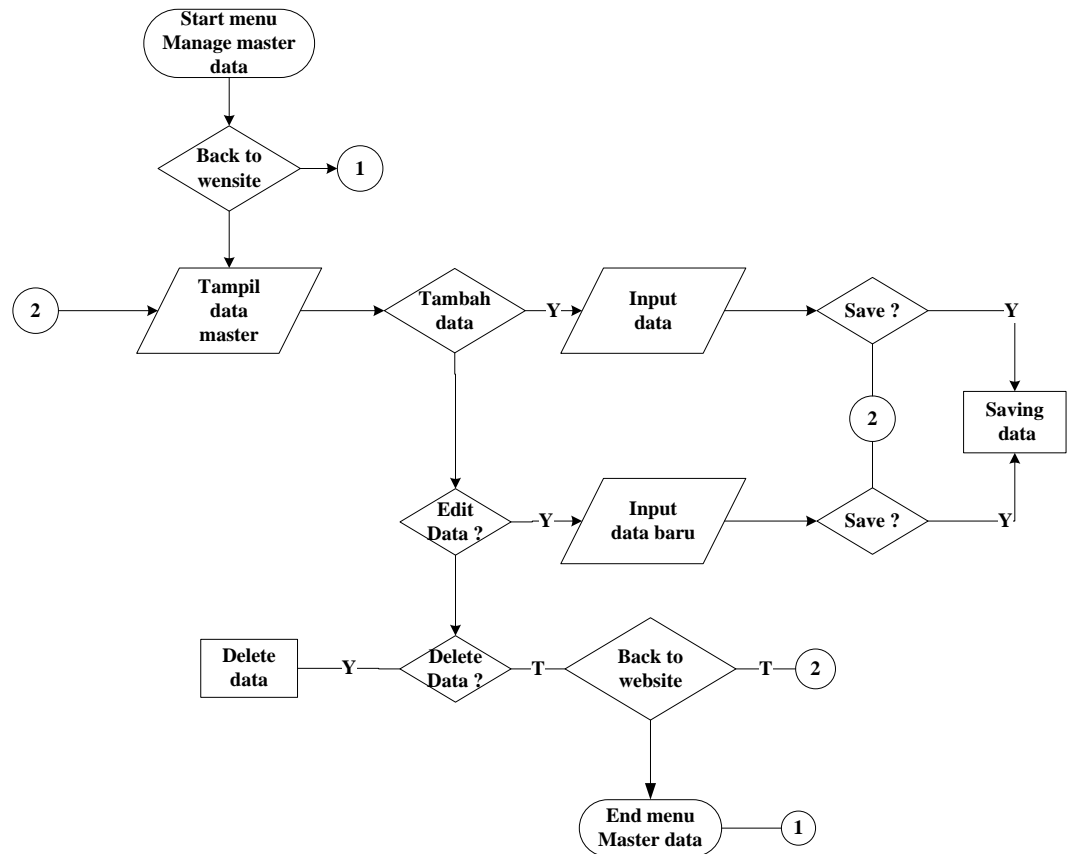 Start menu
Manage master
data
Back to
wensite
1
2
Tampil
data
master
Tambah
data
Y
Input
data
Save ?
Y
2
Saving
data
Edit
Data ?
Y
Input
data baru
Save ?
Y
Delete
data
Y
Delete
Data ?
T
Back to
website
T
2
End menu
Master data
1